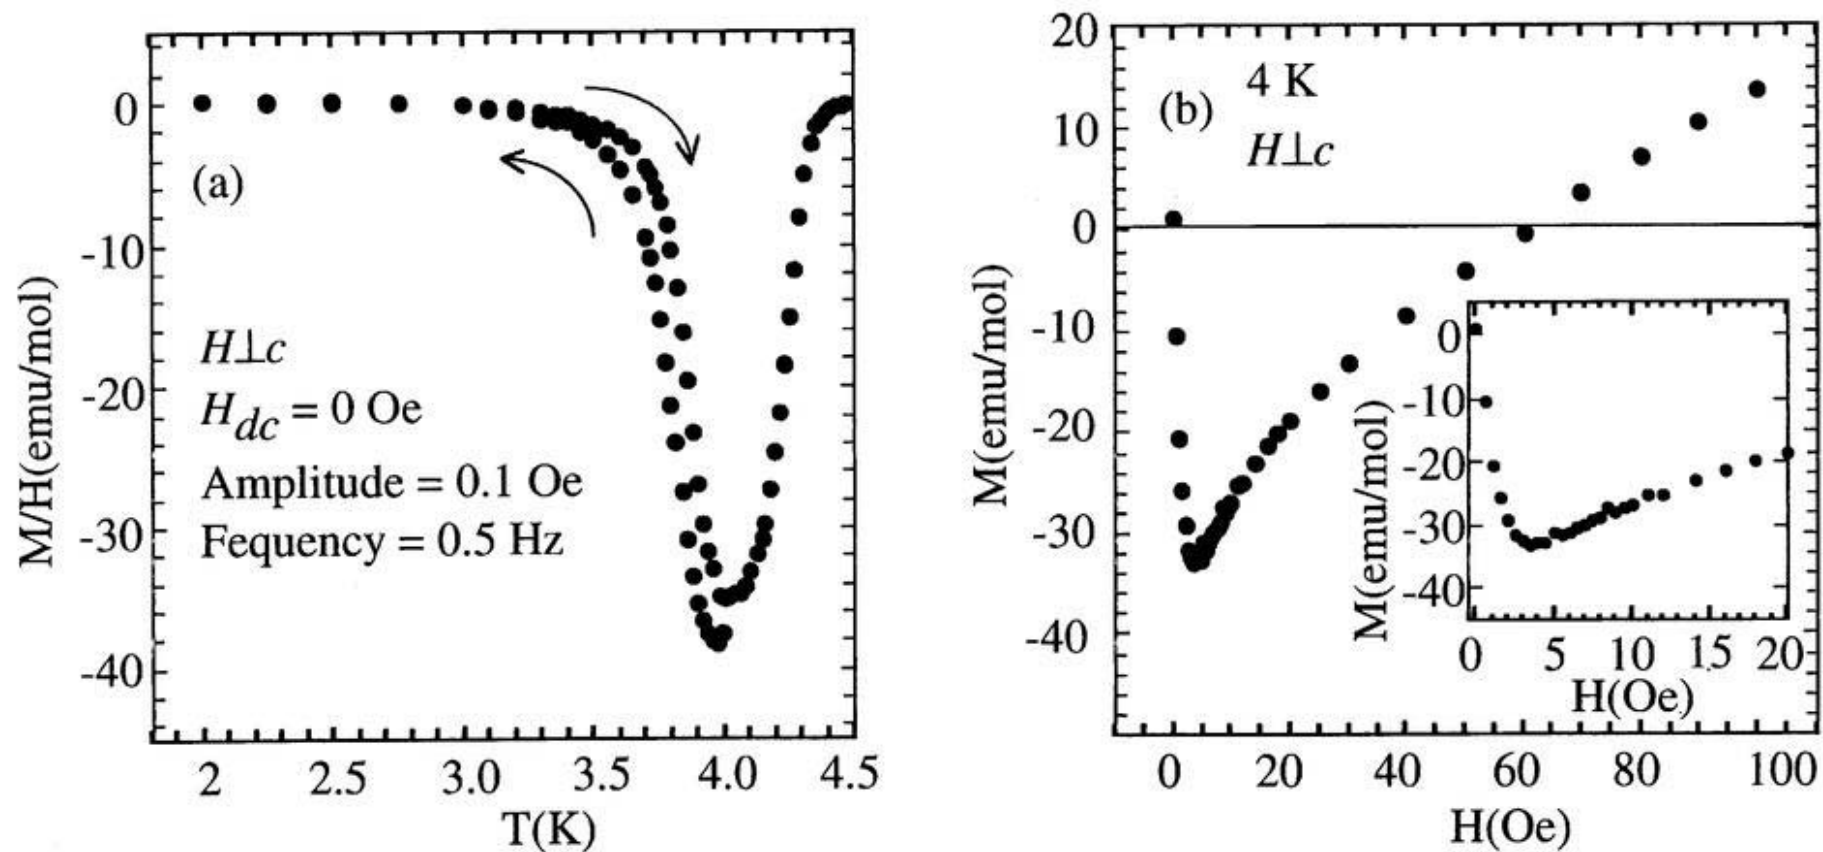 0
-10
-20
-30
-40
M/H(emu/mol)
(a)
H⊥c
H_dc = 0 Oe
Amplitude = 0.1 Oe
Fequency = 0.5 Hz
2 2.5 3.0 3.5 4.0 4.5
T(K)
20
10
0
-10
-20
-30
-40
M(emu/mol)
(b)
4 K
H⊥c
0 20 40 60 80 100
H(Oe)
0
-10
-20
-30
-40
M(emu/mol)
0 5 10 15 20
H(Oe)